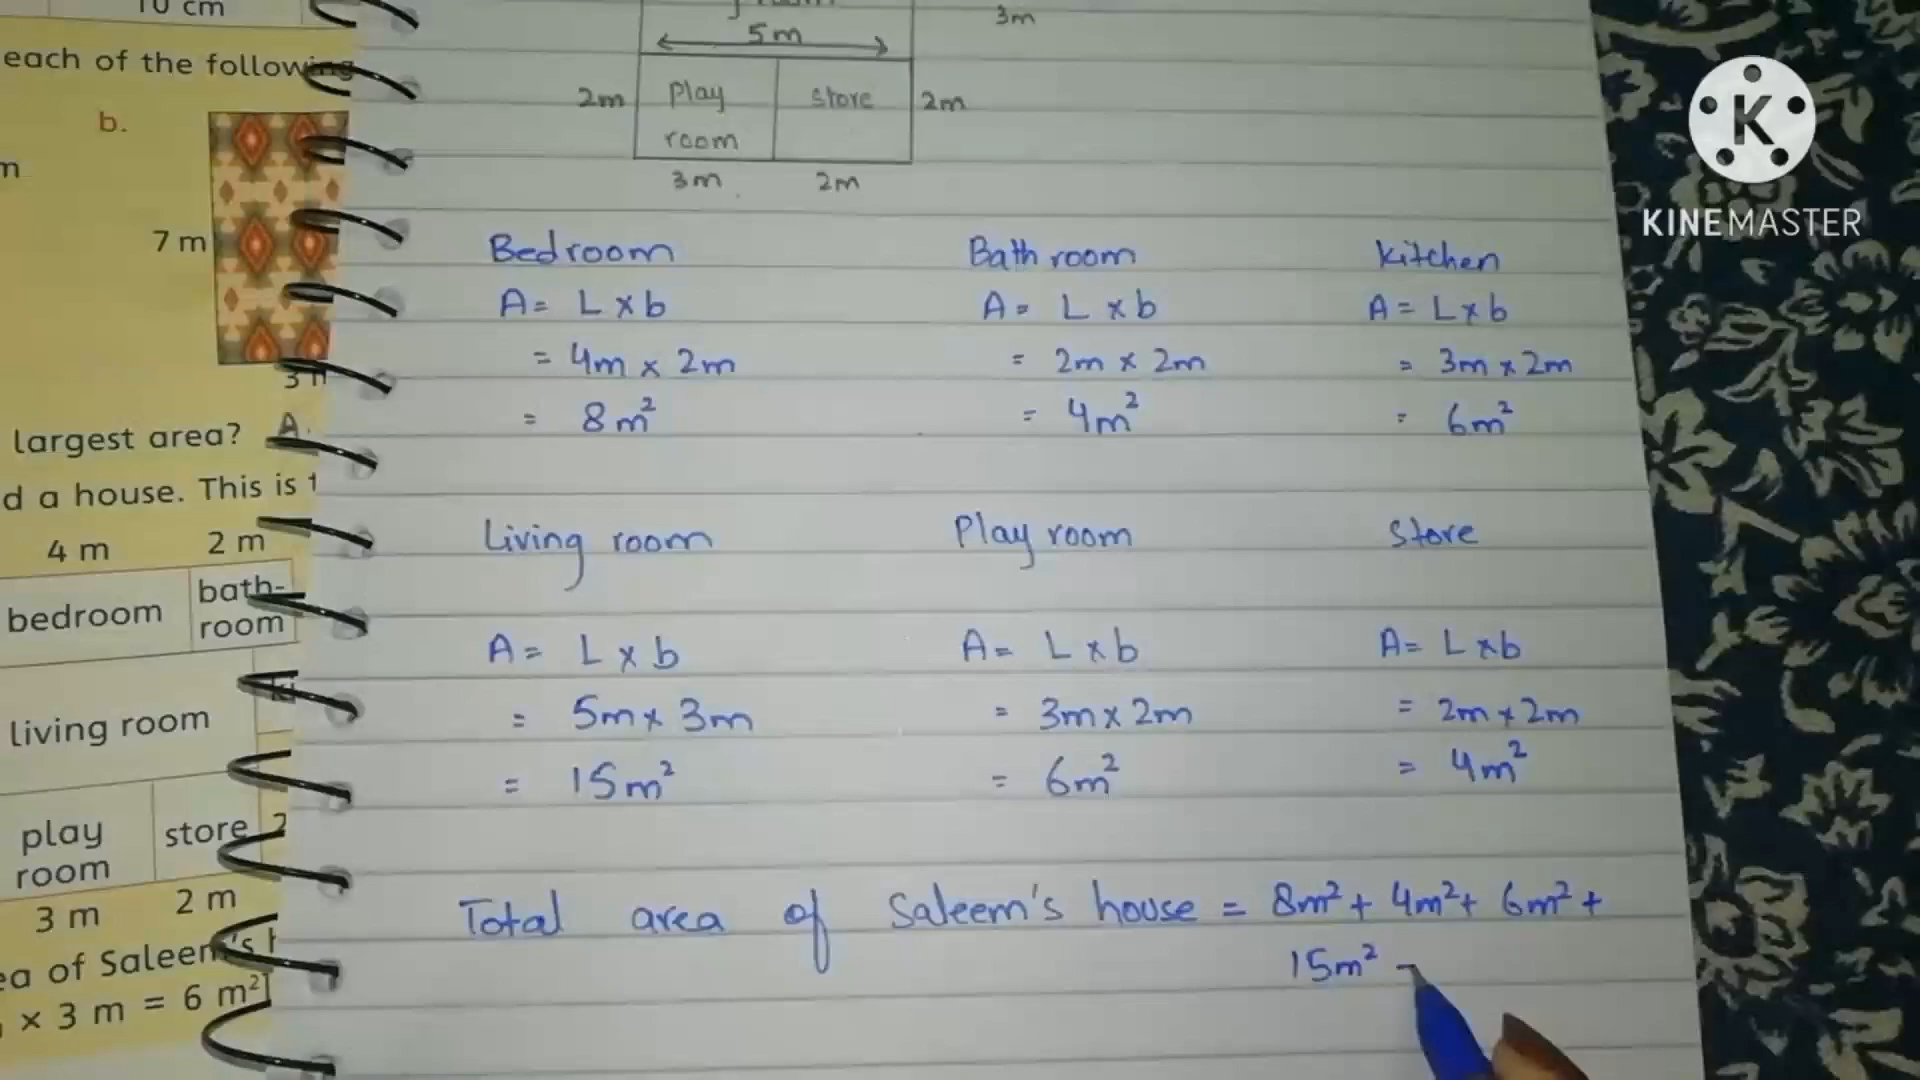 10 cm
each of the following
b.
7 m
largest area? A.
d a house. This is
4 m 2 m
bedroom bath-
room
living room
play
room
store 2
3 m 2 m
ea of Saleem's
× 3 m = 6 m²]
3m
5m
2m play
room store 2m
3m 2m
Bedroom Bath room Kitchen
A = L × b A = L × b A = L × b
= 4m × 2m = 2m × 2m = 3m × 2m
= 8m² = 4m² = 6m²
Living room Play room Store
A = L × b A = L × b A = L × b
= 5m × 3m = 3m × 2m = 2m × 2m
= 15m² = 6m² = 4m²
Total area of Saleem's house = 8m² + 4m² + 6m² +
15m²
K
KINEMASTER